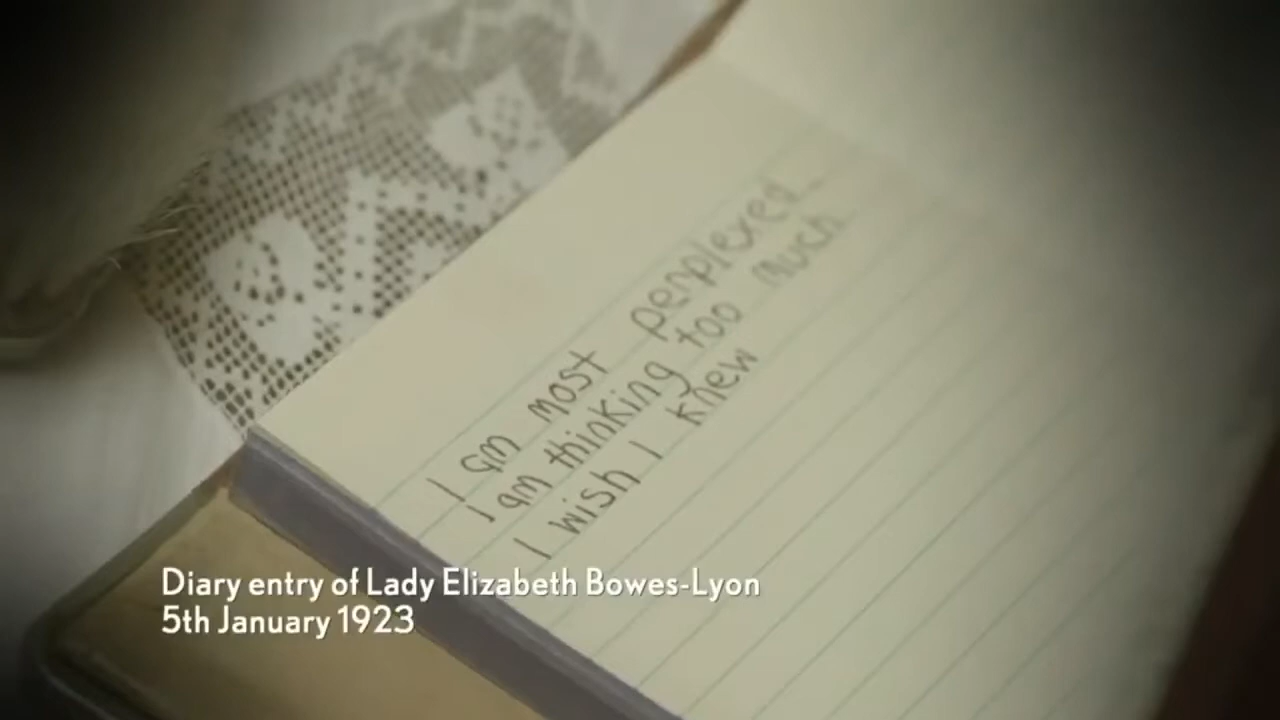 I am most perplexed
I am thinking too much
I wish I knew
Diary entry of Lady Elizabeth Bowes-Lyon
5th January 1923